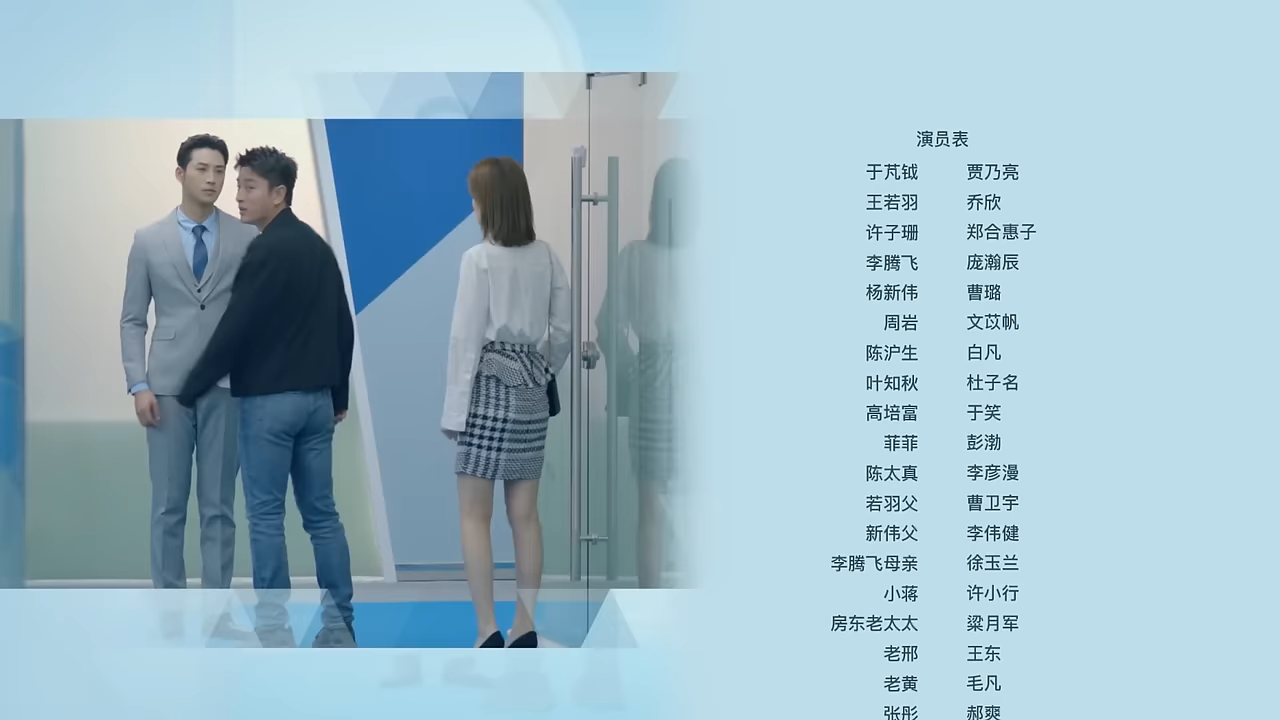 演员表
于芃钺 贾乃亮
王若羽 乔欣
许子珊 郑合惠子
李腾飞 庞瀚辰
杨新伟 曹璐
周岩 文苡帆
陈沪生 白凡
叶知秋 杜子名
高培富 于笑
菲菲 彭渤
陈太真 李彦漫
若羽父 曹卫宇
新伟父 李伟健
李腾飞母亲 徐玉兰
小蒋 许小行
房东老太太 粱月军
老邢 王东
老黄 毛凡
张彤 郝爽